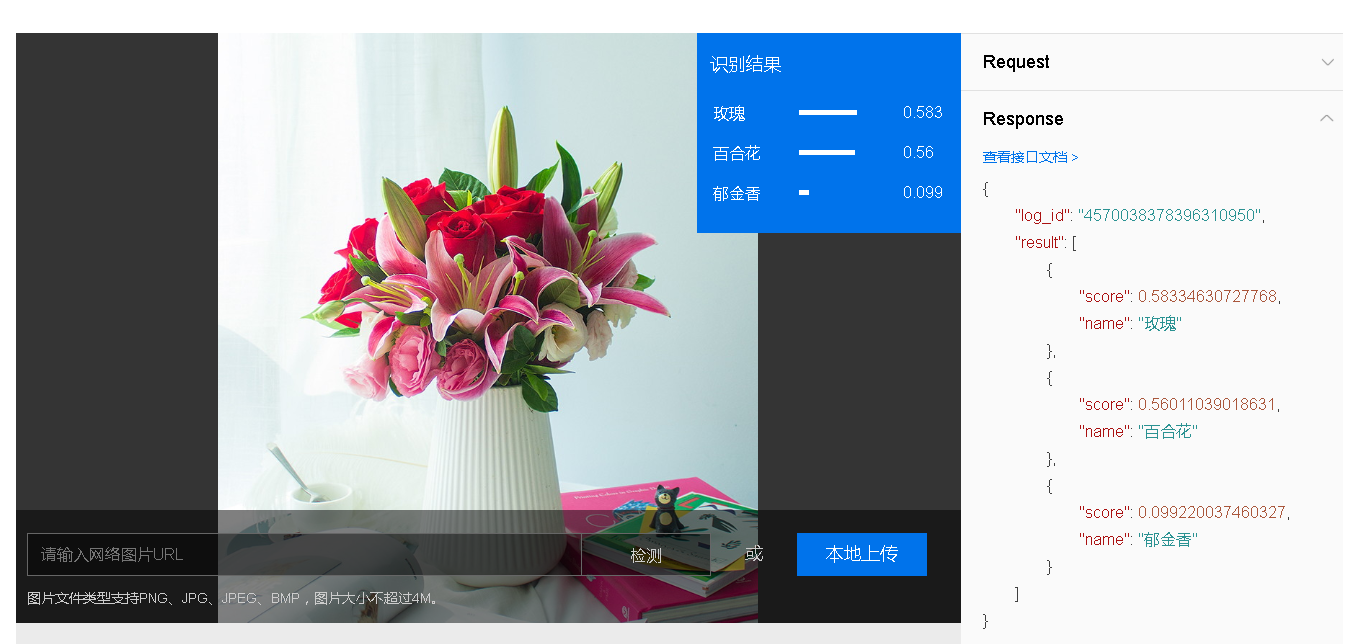 识别结果
玫瑰 0.583
百合花 0.56
郁金香 0.099
请输入网络图片URL
检测
或
本地上传
图片文件类型支持PNG、JPG、JPEG、BMP，图片大小不超过4M。
Request
Response
查看接口文档 >
{
"log_id": "4570038378396310950",
"result": [
{
"score": 0.58334630727768,
"name": "玫瑰"
},
{
"score": 0.56011039018631,
"name": "百合花"
},
{
"score": 0.099220037460327,
"name": "郁金香"
}
]
}